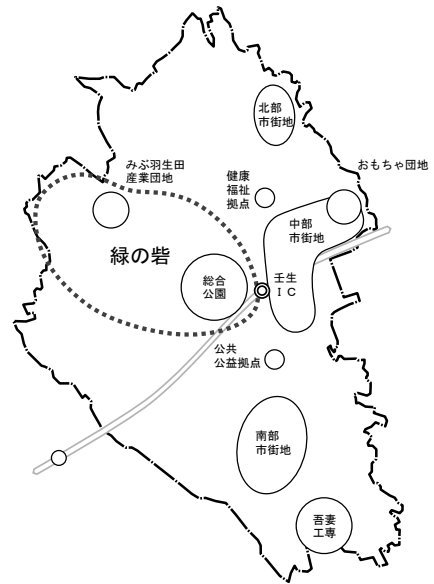 北部
市街地
みぶ羽生田
産業団地
おもちゃ団地
健康
福祉
拠点
中部
市街地
緑の砦
総合
公園
壬生
ＩＣ
公共
公益拠点
南部
市街地
吾妻
工専